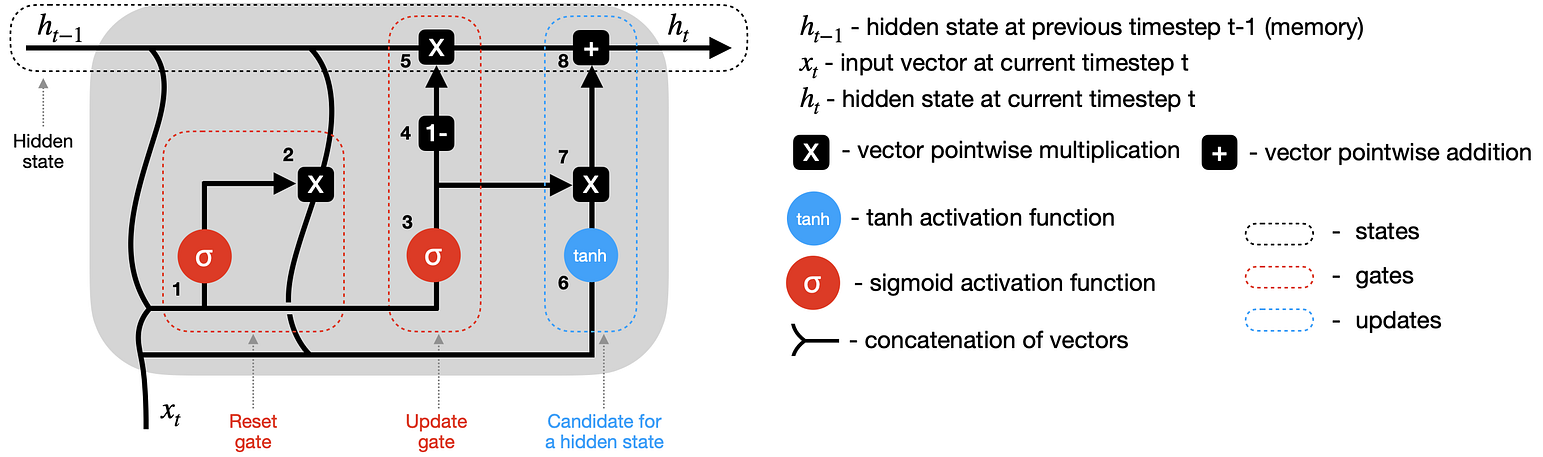 h_{t-1}
h_t
5
X
8
+
Hidden
state
4
1-
2
X
7
X
3
σ
σ
tanh
1
6
x_t
Reset
gate
Update
gate
Candidate for
a hidden state
h_{t-1} - hidden state at previous timestep t-1 (memory)
x_t - input vector at current timestep t
h_t - hidden state at current timestep t
X - vector pointwise multiplication
+ - vector pointwise addition
tanh - tanh activation function
σ - sigmoid activation function
- concatenation of vectors
- states
- gates
- updates